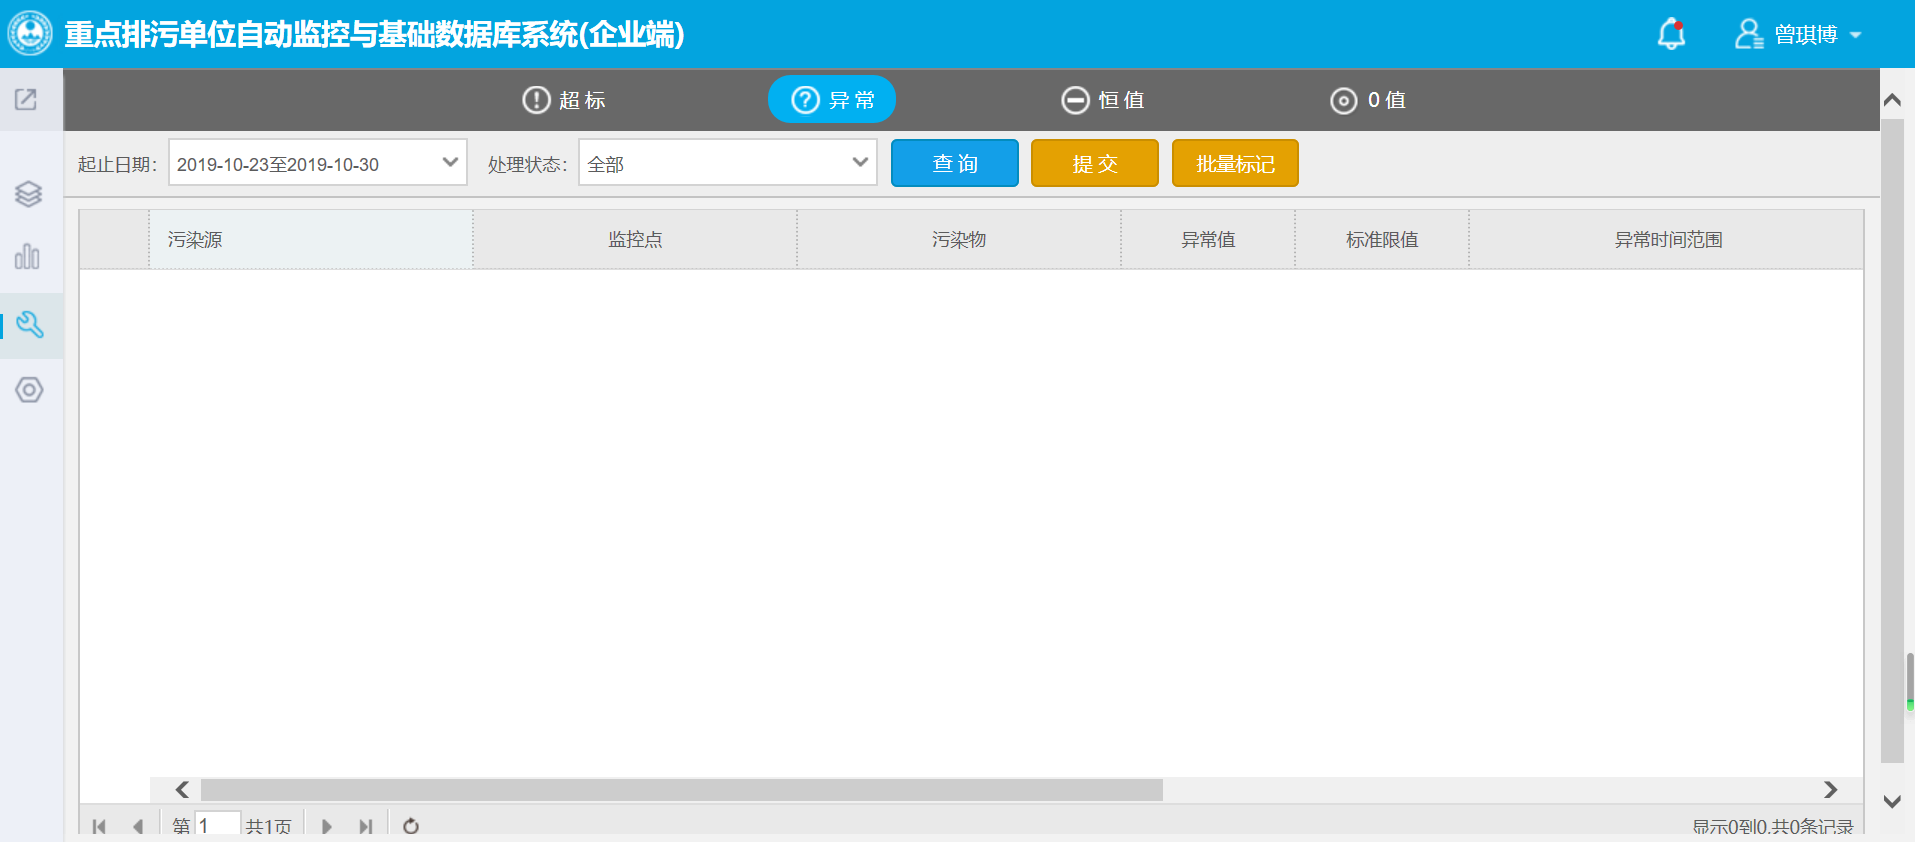 重点排污单位自动监控与基础数据库系统(企业端)
曾琪博
超标 异常 恒值 0值
起止日期： 2019-10-23至2019-10-30 处理状态： 全部 查询 提交 批量标记
污染源 监控点 污染物 异常值 标准限值 异常时间范围
第 1 共1页 显示0到0,共0条记录